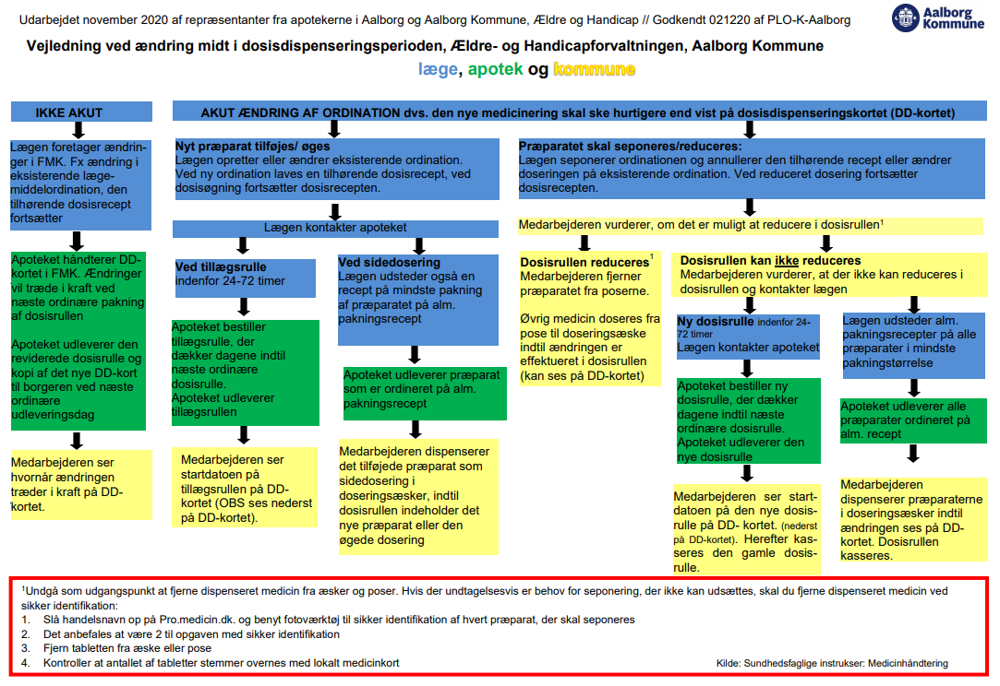 Udarbejdet november 2020 af repræsentanter fra apotekerne i Aalborg og Aalborg Kommune, Ældre og Handicap // Godkendt 021220 af PLO-K-Aalborg
Aalborg
Kommune
Vejledning ved ændring midt i dosisdispenseringsperioden, Ældre- og Handicapforvaltningen, Aalborg Kommune
læge, apotek og kommune
IKKE AKUT
Lægen foretager ændrin-
ger i FMK. Fx ændring i
eksisterende læge-
middelordination, den
tilhørende dosisrecept
fortsætter
Apoteket håndterer DD-
kortet i FMK. Ændringer
vil træde i kraft ved
næste ordinære pakning
af dosisrullen
Apoteket udleverer den
reviderede dosisrulle og
kopi af det nye DD-kort
til borgeren ved næste
ordinære
udleveringsdag
Medarbejderen ser
hvornår ændringen
træder i kraft på DD-
kortet.
AKUT ÆNDRING AF ORDINATION dvs. den nye medicinering skal ske hurtigere end vist på dosisdispenseringskortet (DD-kortet)
Nyt præparat tilføjes/ øges
Lægen opretter eller ændrer eksisterende ordination.
Ved ny ordination laves en tilhørende dosisrecept, ved
dosisøgning fortsætter dosisrecepten.
Lægen kontakter apoteket
Ved tillægsrulle
indenfor 24-72 timer
Apoteket bestiller
tillægsrulle, der
dækker dagene indtil
næste ordinære
dosisrulle.
Apoteket udleverer
tillægsrullen
Medarbejderen ser
startdatoen på
tillægsrullen på DD-
kortet (OBS ses nederst
på DD-kortet).
Ved sidedosering
Lægen udsteder også en
recept på mindste pakning
af præparatet på alm.
pakningsrecept
Apoteket udleverer præparat
som er ordineret på alm.
pakningsrecept
Medarbejderen dispenserer
det tilføjede præparat som
sidedosering i
doseringsæsker, indtil
dosisrullen indeholder det
nye præparat eller den
øgede dosering
Præparatet skal seponeres/reduceres:
Lægen seponerer ordinationen og annullerer den tilhørende recept eller ændrer
doseringen på eksisterende ordination. Ved reduceret dosering fortsætter
dosisrecepten.
Medarbejderen vurderer, om det er muligt at reducere i dosisrullen¹
Dosisrullen reduceres¹
Medarbejderen fjerner
præparatet fra poserne.
Øvrig medicin doseres fra
pose til doseringsæske
indtil ændringen er
effektueret i dosisrullen
(kan ses på DD-kortet)
Dosisrullen kan ikke reduceres
Medarbejderen vurderer, at der ikke kan reduceres i
dosisrullen og kontakter lægen
Ny dosisrulle indenfor 24-
72 timer
Lægen kontakter apoteket
Apoteket bestiller ny
dosisrulle, der dækker
dagene indtil næste
ordinære dosisrulle.
Apoteket udleverer den
nye dosisrulle
Medarbejderen ser start-
datoen på den nye dosis-
rulle på DD- kortet. (nederst
på DD-kortet). Herefter kas-
seres den gamle dosis-
rulle.
Lægen udsteder alm.
pakningsrecepter på alle
præparater i mindste
pakningstørrelse
Apoteket udleverer alle
præparater ordineret på
alm. recept
Medarbejderen
dispenserer præparaterne
i doseringsæsker indtil
ændringen ses på DD-
kortet. Dosisrullen
kasseres.
¹Undgå som udgangspunkt at fjerne dispenseret medicin fra æsker og poser. Hvis der undtagelsesvis er behov for seponering, der ikke kan udsættes, skal du fjerne dispenseret medicin ved
sikker identifikation:
1. Slå handelsnavn op på Pro.medicin.dk. og benyt fotoværktøj til sikker identifikation af hvert præparat, der skal seponeres
2. Det anbefales at være 2 til opgaven med sikker identifikation
3. Fjern tabletten fra æske eller pose
4. Kontroller at antallet af tabletter stemmer overnes med lokalt medicinkort
Kilde: Sundhedsfaglige instrukser: Medicinhåndtering